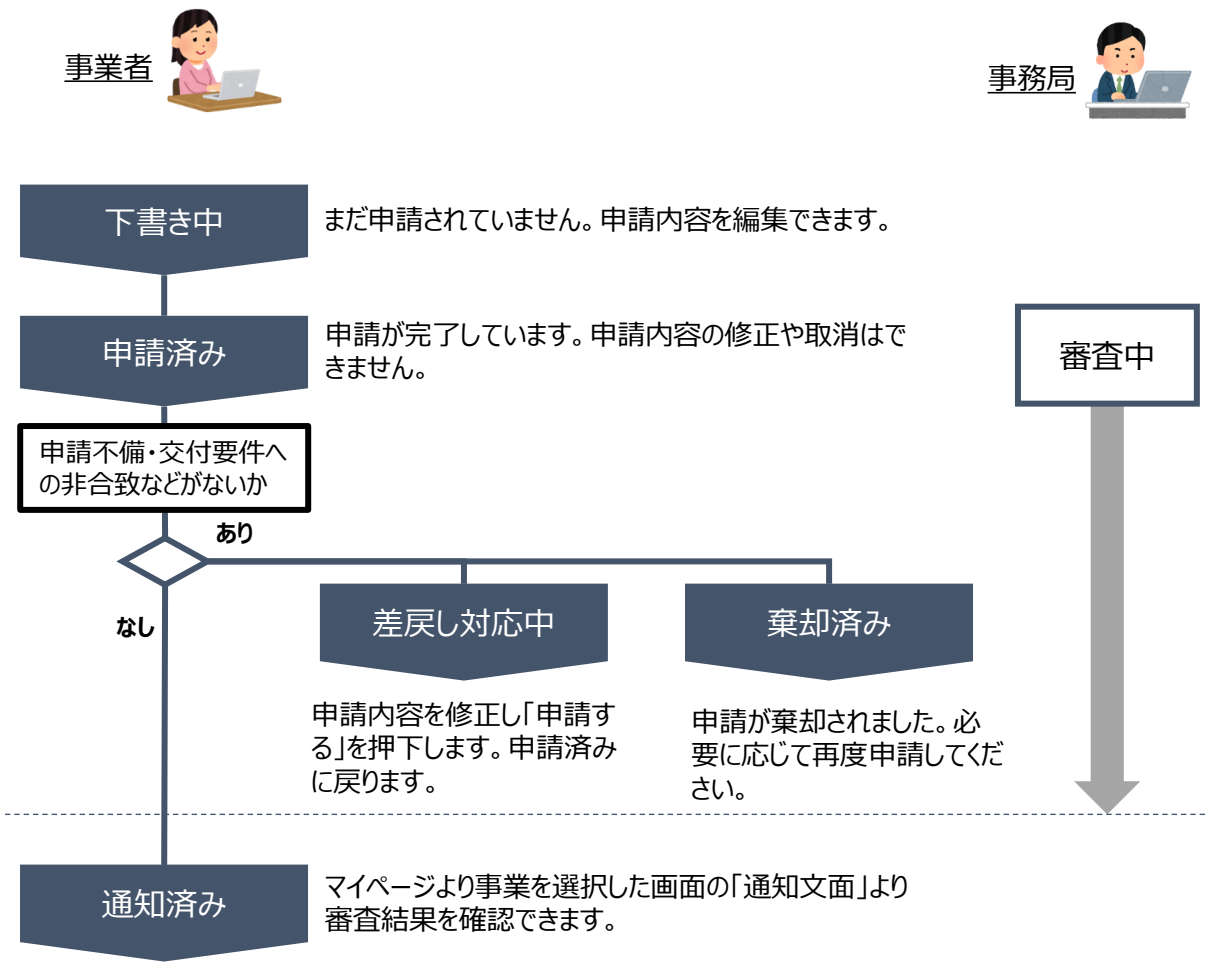 事業者
事務局
下書き中
まだ申請されていません。申請内容を編集できます。
申請済み
申請が完了しています。申請内容の修正や取消はで
きません。
審査中
申請不備・交付要件へ
の非合致などがないか
あり
なし
差戻し対応中
棄却済み
申請内容を修正し「申請す
る」を押下します。申請済み
に戻ります。
申請が棄却されました。必
要に応じて再度申請してくだ
さい。
通知済み
マイページより事業を選択した画面の「通知文面」より
審査結果を確認できます。